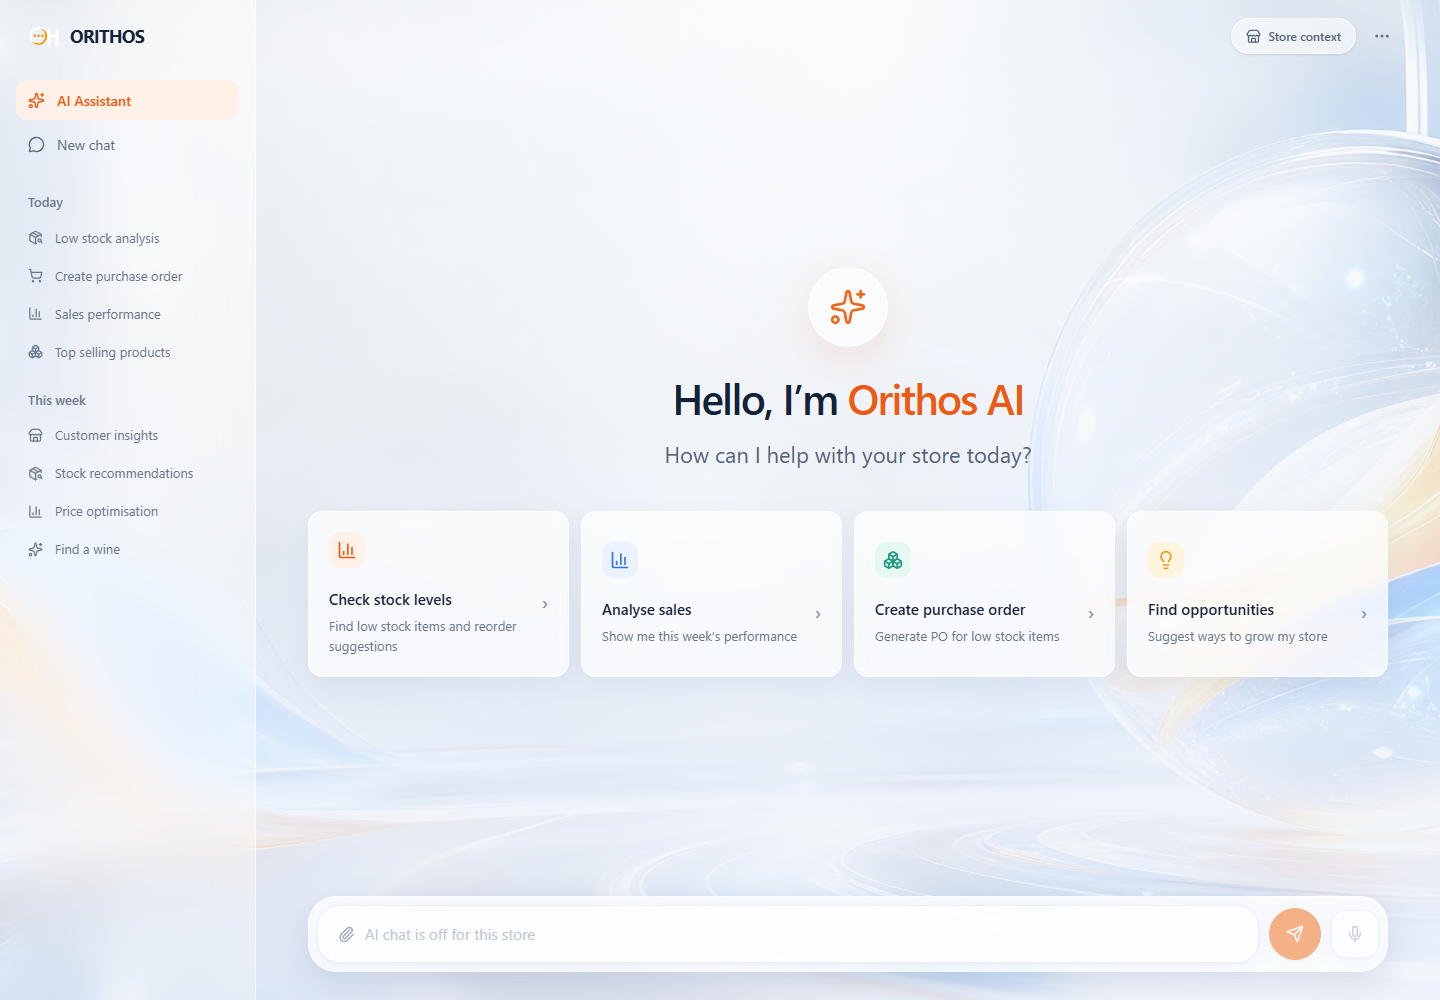 ORITHOS
AI Assistant
New chat
Today
Low stock analysis
Create purchase order
Sales performance
Top selling products
This week
Customer insights
Stock recommendations
Price optimisation
Find a wine
Store context
Hello, I’m Orithos AI
How can I help with your store today?
Check stock levels
Find low stock items and reorder
suggestions
Analyse sales
Show me this week’s performance
Create purchase order
Generate PO for low stock items
Find opportunities
Suggest ways to grow my store
AI chat is off for this store